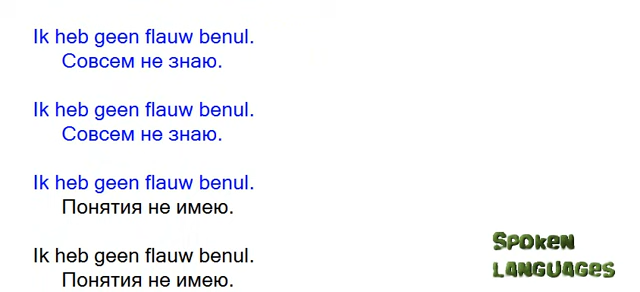 Ik heb geen flauw benul.
Совсем не знаю.
Ik heb geen flauw benul.
Совсем не знаю.
Ik heb geen flauw benul.
Понятия не имею.
Ik heb geen flauw benul.
Понятия не имею.
Spoken
Languages